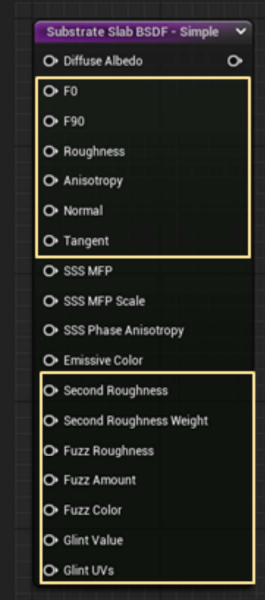 Substrate Slab BSDF - Simple
Diffuse Albedo
F0
F90
Roughness
Anisotropy
Normal
Tangent
SSS MFP
SSS MFP Scale
SSS Phase Anisotropy
Emissive Color
Second Roughness
Second Roughness Weight
Fuzz Roughness
Fuzz Amount
Fuzz Color
Glint Value
Glint UVs